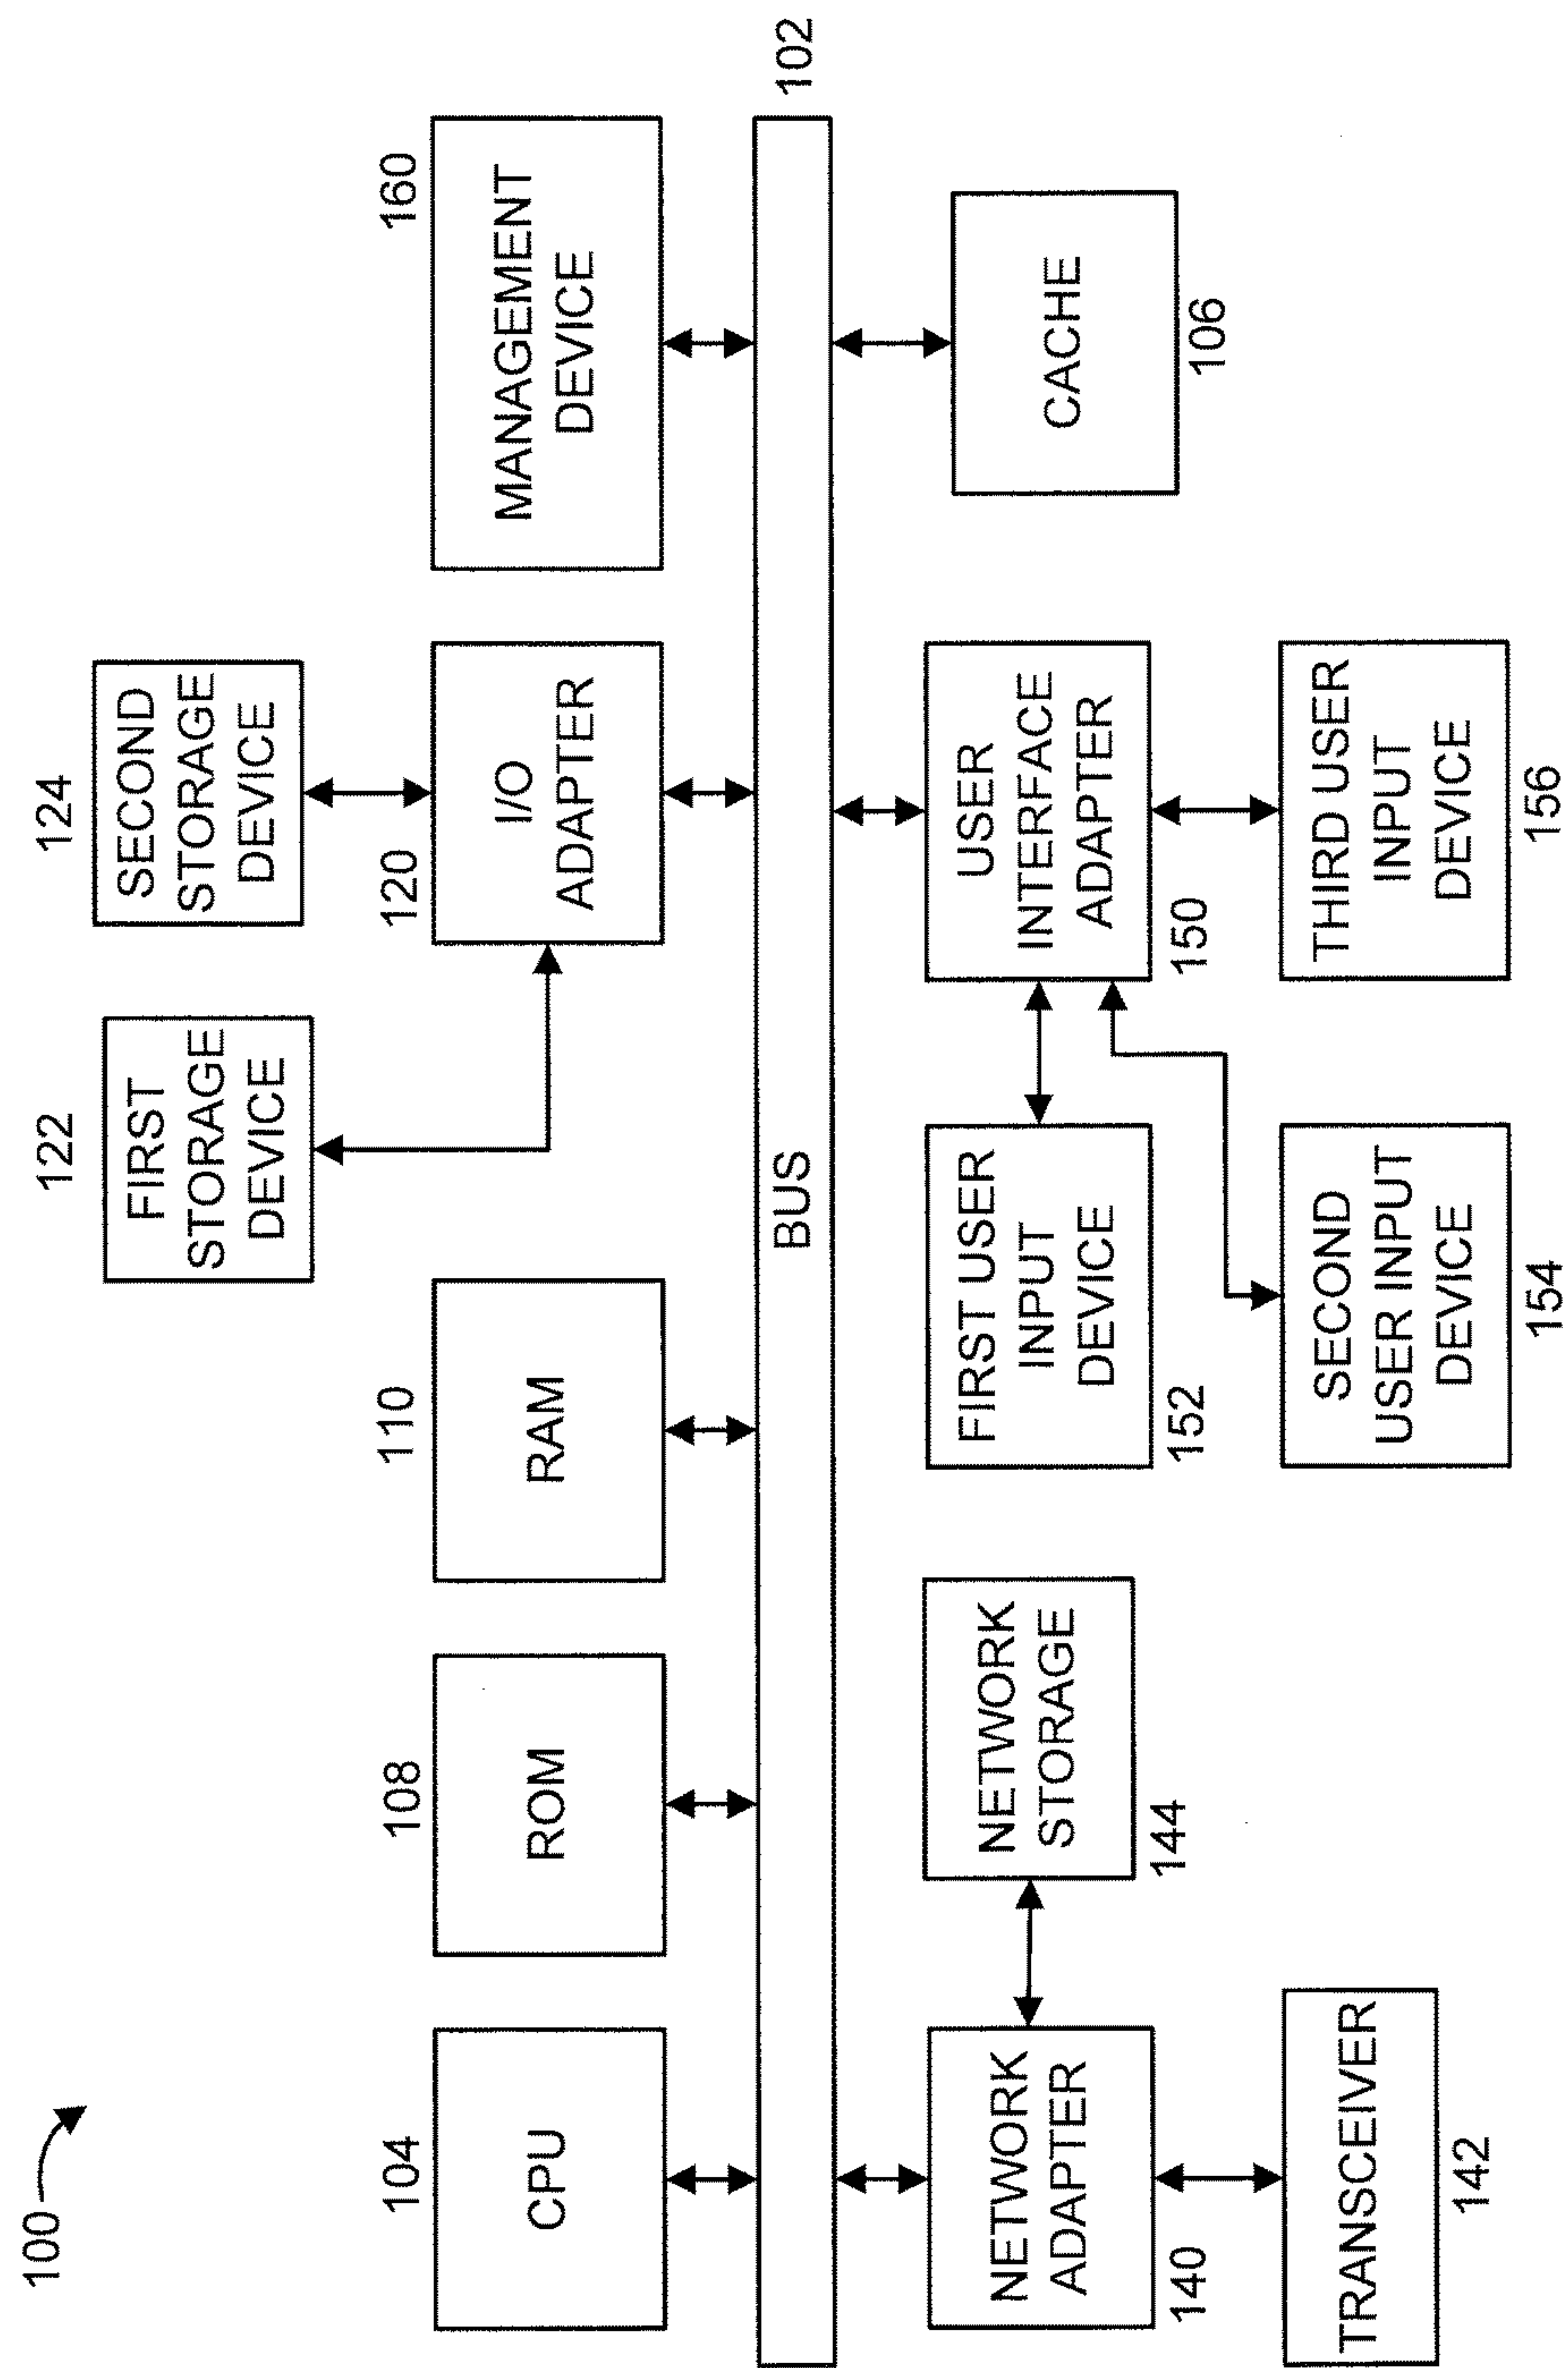 100
104
CPU
108
ROM
110
RAM
122
FIRST
STORAGE
DEVICE
124
SECOND
STORAGE
DEVICE
120
I/O
ADAPTER
160
MANAGEMENT
DEVICE
BUS
102
NETWORK
ADAPTER
140
NETWORK
STORAGE
144
TRANSCEIVER
142
FIRST USER
INPUT
DEVICE
152
USER
INTERFACE
ADAPTER
150
SECOND
USER INPUT
DEVICE
154
THIRD USER
INPUT
DEVICE
156
CACHE
106